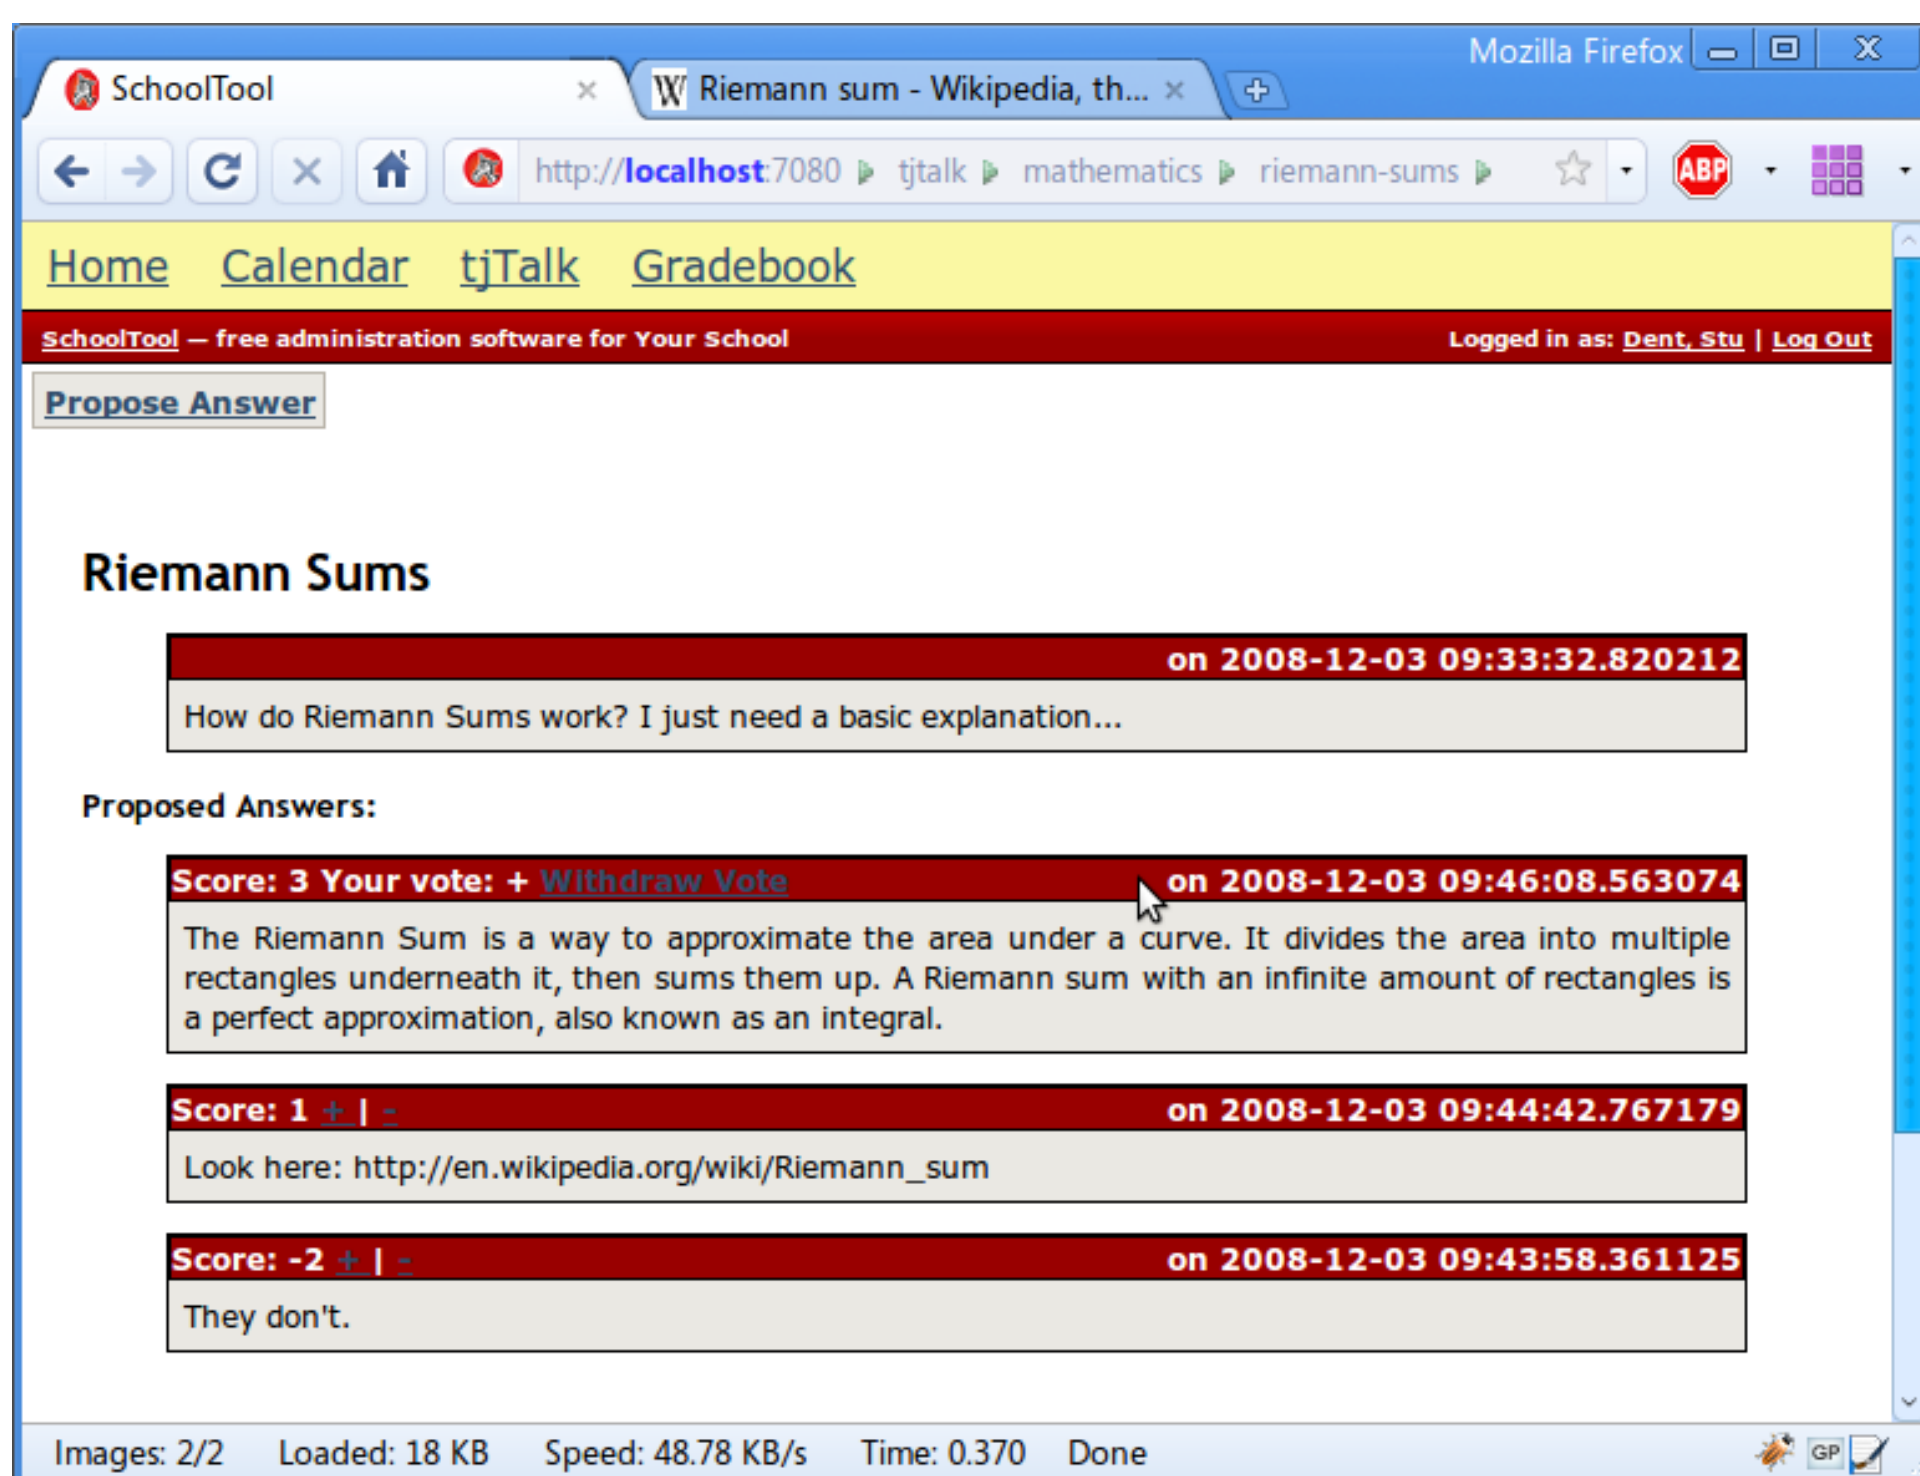 Mozilla Firefox
SchoolTool
W Riemann sum - Wikipedia, th...
http://localhost:7080 tjtalk mathematics riemann-sums
ABP
Home Calendar tjTalk Gradebook
SchoolTool — free administration software for Your School
Logged in as: Dent, Stu | Log Out
Propose Answer
Riemann Sums
on 2008-12-03 09:33:32.820212
How do Riemann Sums work? I just need a basic explanation...
Proposed Answers:
Score: 3 Your vote: + Withdraw Vote on 2008-12-03 09:46:08.563074
The Riemann Sum is a way to approximate the area under a curve. It divides the area into multiple
rectangles underneath it, then sums them up. A Riemann sum with an infinite amount of rectangles is
a perfect approximation, also known as an integral.
Score: 1 + | - on 2008-12-03 09:44:42.767179
Look here: http://en.wikipedia.org/wiki/Riemann_sum
Score: -2 + | - on 2008-12-03 09:43:58.361125
They don't.
Images: 2/2 Loaded: 18 KB Speed: 48.78 KB/s Time: 0.370 Done GP